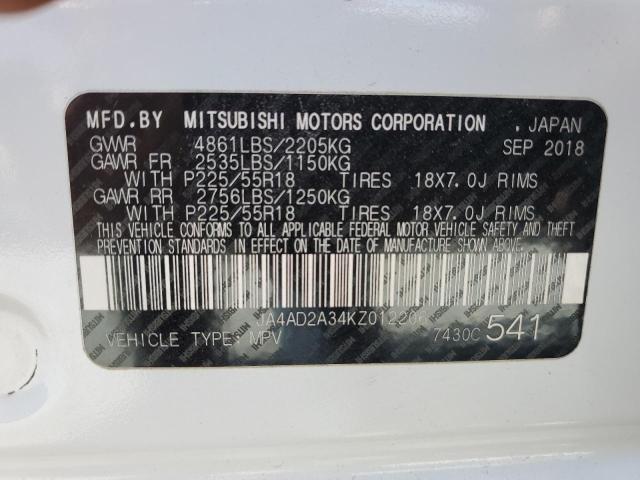 MFD.BY MITSUBISHI MOTORS CORPORATION . JAPAN
GVWR 4861LBS/2205KG SEP 2018
GAWR FR 2535LBS/1150KG
WITH P225/55R18 TIRES 18X7.0J RIMS
GAWR RR 2756LBS/1250KG
WITH P225/55R18 TIRES 18X7.0J RIMS
THIS VEHICLE CONFORMS TO ALL APPLICABLE FEDERAL MOTOR VEHICLE SAFETY AND THEFT
PREVENTION STANDARDS IN EFFECT ON THE DATE OF MANUFACTURE SHOWN ABOVE.
JA4AD2A34KZ012206
VEHICLE TYPE: MPV 7430C 541